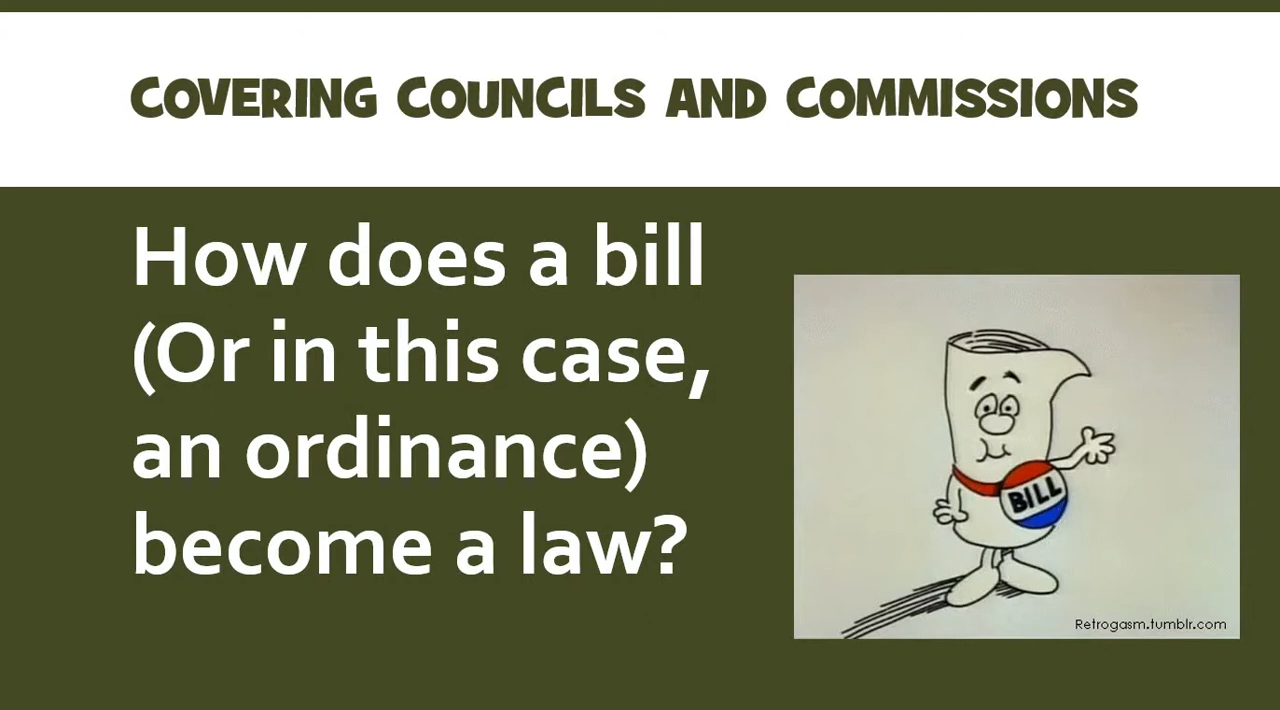 COVERING COUNCILS AND COMMISSIONS
How does a bill
(Or in this case,
an ordinance)
become a law?
BILL
Retrogasm.tumblr.com